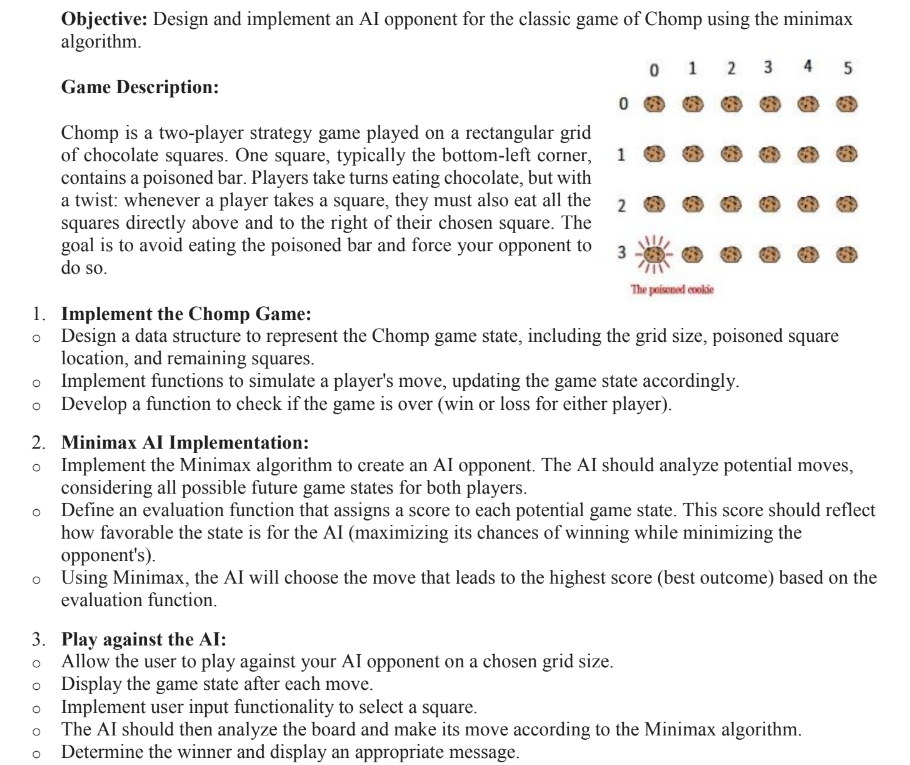 Objective: Design and implement an AI opponent for the classic game of Chomp using the minimax
algorithm.
Game Description:
Chomp is a two-player strategy game played on a rectangular grid
of chocolate squares. One square, typically the bottom-left corner,
contains a poisoned bar. Players take turns eating chocolate, but with
a twist: whenever a player takes a square, they must also eat all the
squares directly above and to the right of their chosen square. The
goal is to avoid eating the poisoned bar and force your opponent to
do so.
0 1 2 3 4 5
0
1
2
3
The poisoned cookie
1. Implement the Chomp Game:
o Design a data structure to represent the Chomp game state, including the grid size, poisoned square
location, and remaining squares.
o Implement functions to simulate a player's move, updating the game state accordingly.
o Develop a function to check if the game is over (win or loss for either player).
2. Minimax AI Implementation:
o Implement the Minimax algorithm to create an AI opponent. The AI should analyze potential moves,
considering all possible future game states for both players.
o Define an evaluation function that assigns a score to each potential game state. This score should reflect
how favorable the state is for the AI (maximizing its chances of winning while minimizing the
opponent's).
o Using Minimax, the AI will choose the move that leads to the highest score (best outcome) based on the
evaluation function.
3. Play against the AI:
o Allow the user to play against your AI opponent on a chosen grid size.
o Display the game state after each move.
o Implement user input functionality to select a square.
o The AI should then analyze the board and make its move according to the Minimax algorithm.
o Determine the winner and display an appropriate message.